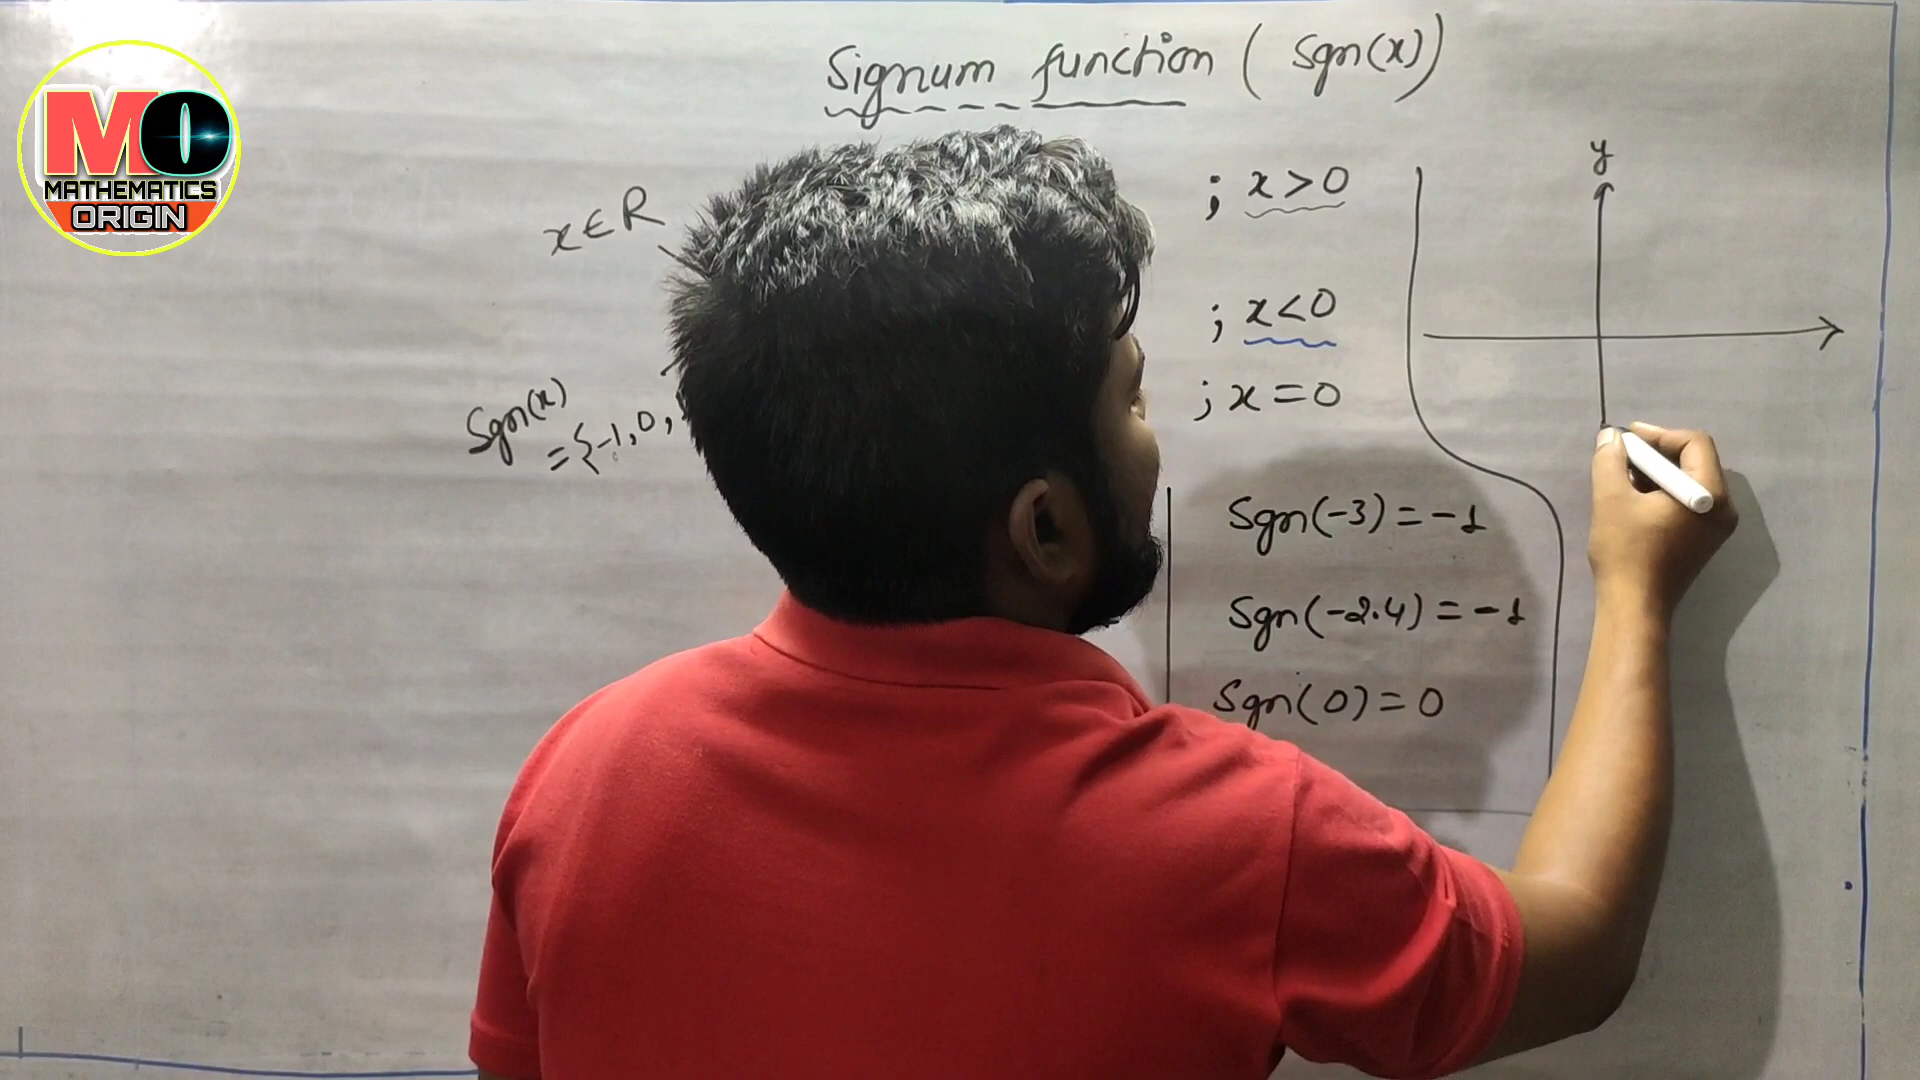 MO
MATHEMATICS
ORIGIN
Signum function ( Sgn(x) )
x ∈ R
; x > 0
; x < 0
; x = 0
Sgn(x)
= {-1, 0,
y
Sgn(-3) = -1
Sgn(-2.4) = -1
Sgn(0) = 0